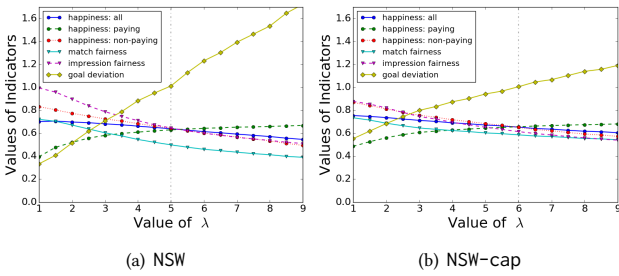 happiness: all
happiness: paying
happiness: non-paying
match fairness
impression fairness
goal deviation
Values of Indicators
1.6
1.4
1.2
1.0
0.8
0.6
0.4
0.2
0.0
1 2 3 4 5 6 7 8 9
Value of λ
(a) NSW
happiness: all
happiness: paying
happiness: non-paying
match fairness
impression fairness
goal deviation
Values of Indicators
1.6
1.4
1.2
1.0
0.8
0.6
0.4
0.2
0.0
1 2 3 4 5 6 7 8 9
Value of λ
(b) NSW-cap